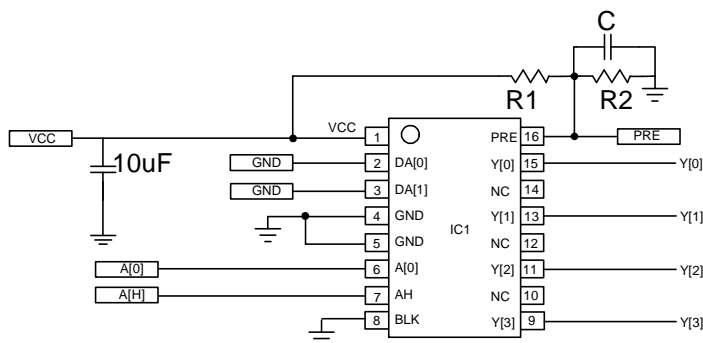 C
R1
R2
VCC
VCC
1
PRE
16
PRE
10uF
GND
2
DA[0]
Y[0]
15
Y[0]
GND
3
DA[1]
NC
14
4
GND
IC1
Y[1]
13
Y[1]
5
GND
NC
12
A[0]
6
A[0]
Y[2]
11
Y[2]
A[H]
7
AH
NC
10
8
BLK
Y[3]
9
Y[3]